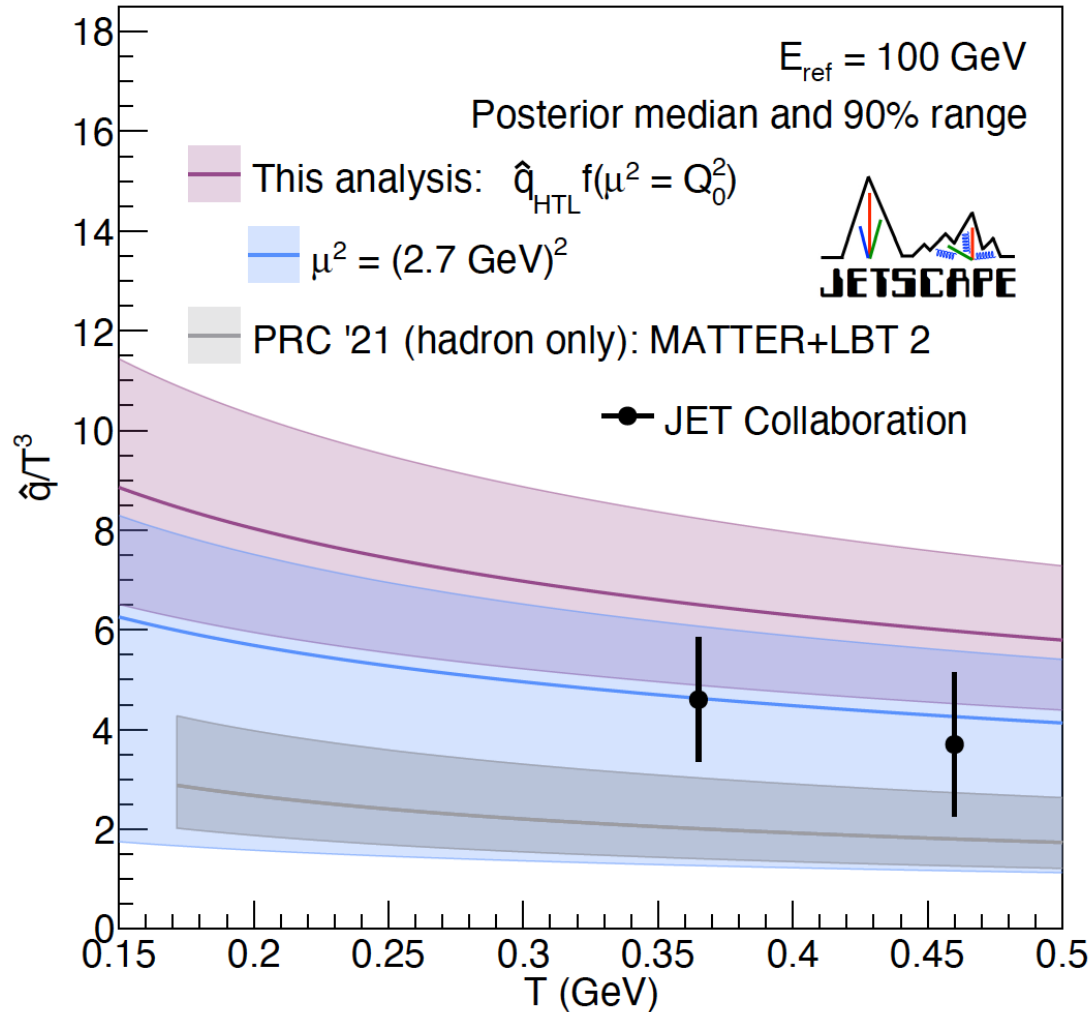 E_ref = 100 GeV
Posterior median and 90% range
This analysis: q̂_HTL f(μ² = Q₀²)
μ² = (2.7 GeV)²
JETSCAPE
PRC '21 (hadron only): MATTER+LBT 2
JET Collaboration
q̂/T³
18
16
14
12
10
8
6
4
2
0
0.15 0.2 0.25 0.3 0.35 0.4 0.45 0.5
T (GeV)